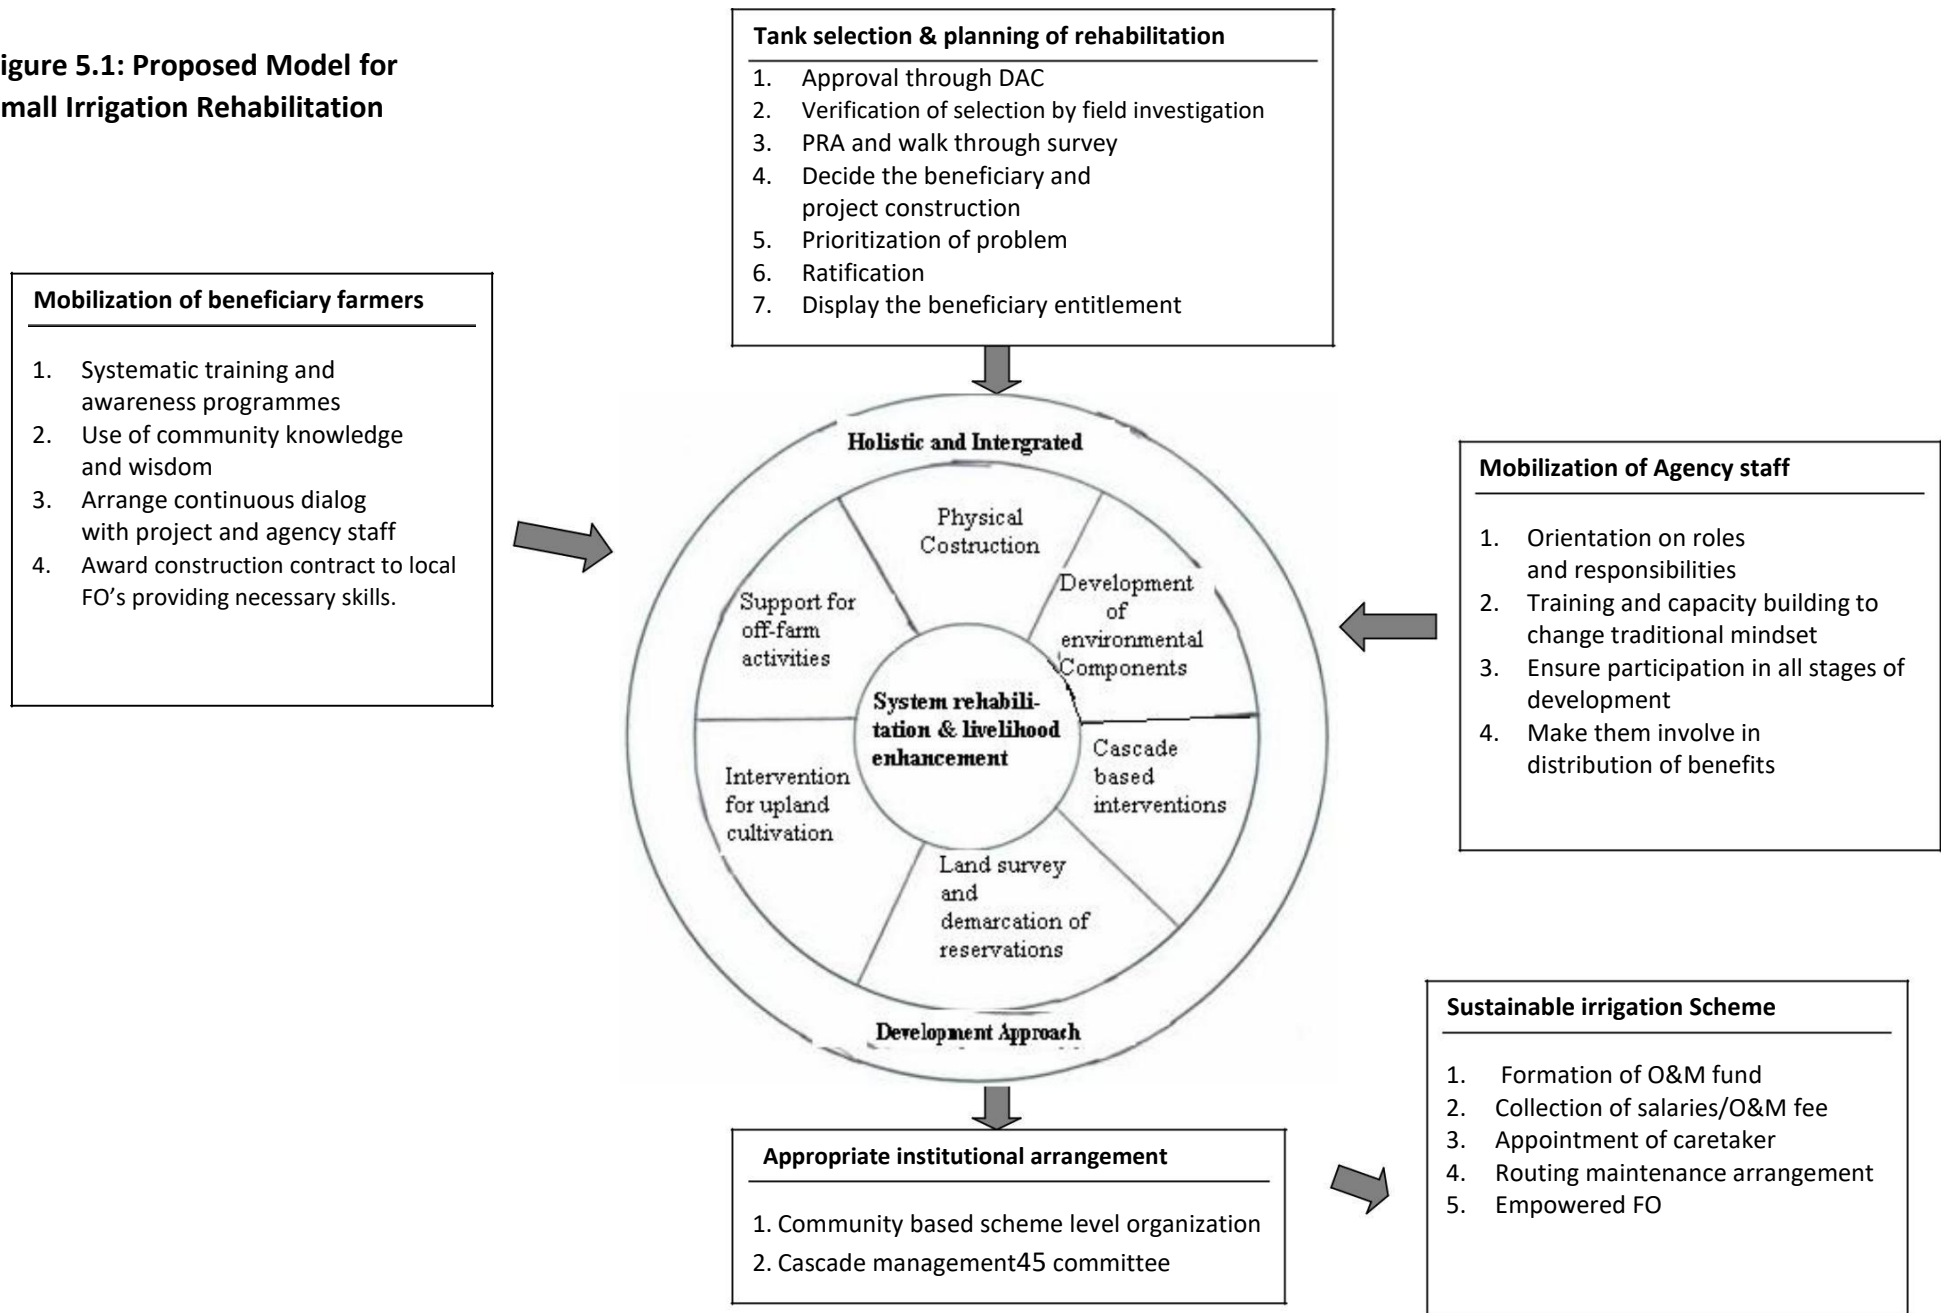 igure 5.1: Proposed Model for
mall Irrigation Rehabilitation
Tank selection & planning of rehabilitation
1. Approval through DAC
2. Verification of selection by field investigation
3. PRA and walk through survey
4. Decide the beneficiary and
project construction
5. Prioritization of problem
6. Ratification
7. Display the beneficiary entitlement
Mobilization of beneficiary farmers
1. Systematic training and
awareness programmes
2. Use of community knowledge
and wisdom
3. Arrange continuous dialog
with project and agency staff
4. Award construction contract to local
FO's providing necessary skills.
Holistic and Intergrated
Physical
Costruction
Development
of
environmental
Components
Cascade
based
interventions
Land survey
and
demarcation of
reservations
Intervention
for upland
cultivation
Support for
off-farm
activities
System rehabili-
tation & livelihood
enhancement
Development Approach
Mobilization of Agency staff
1. Orientation on roles
and responsibilities
2. Training and capacity building to
change traditional mindset
3. Ensure participation in all stages of
development
4. Make them involve in
distribution of benefits
Appropriate institutional arrangement
1. Community based scheme level organization
2. Cascade management45 committee
Sustainable irrigation Scheme
1. Formation of O&M fund
2. Collection of salaries/O&M fee
3. Appointment of caretaker
4. Routing maintenance arrangement
5. Empowered FO